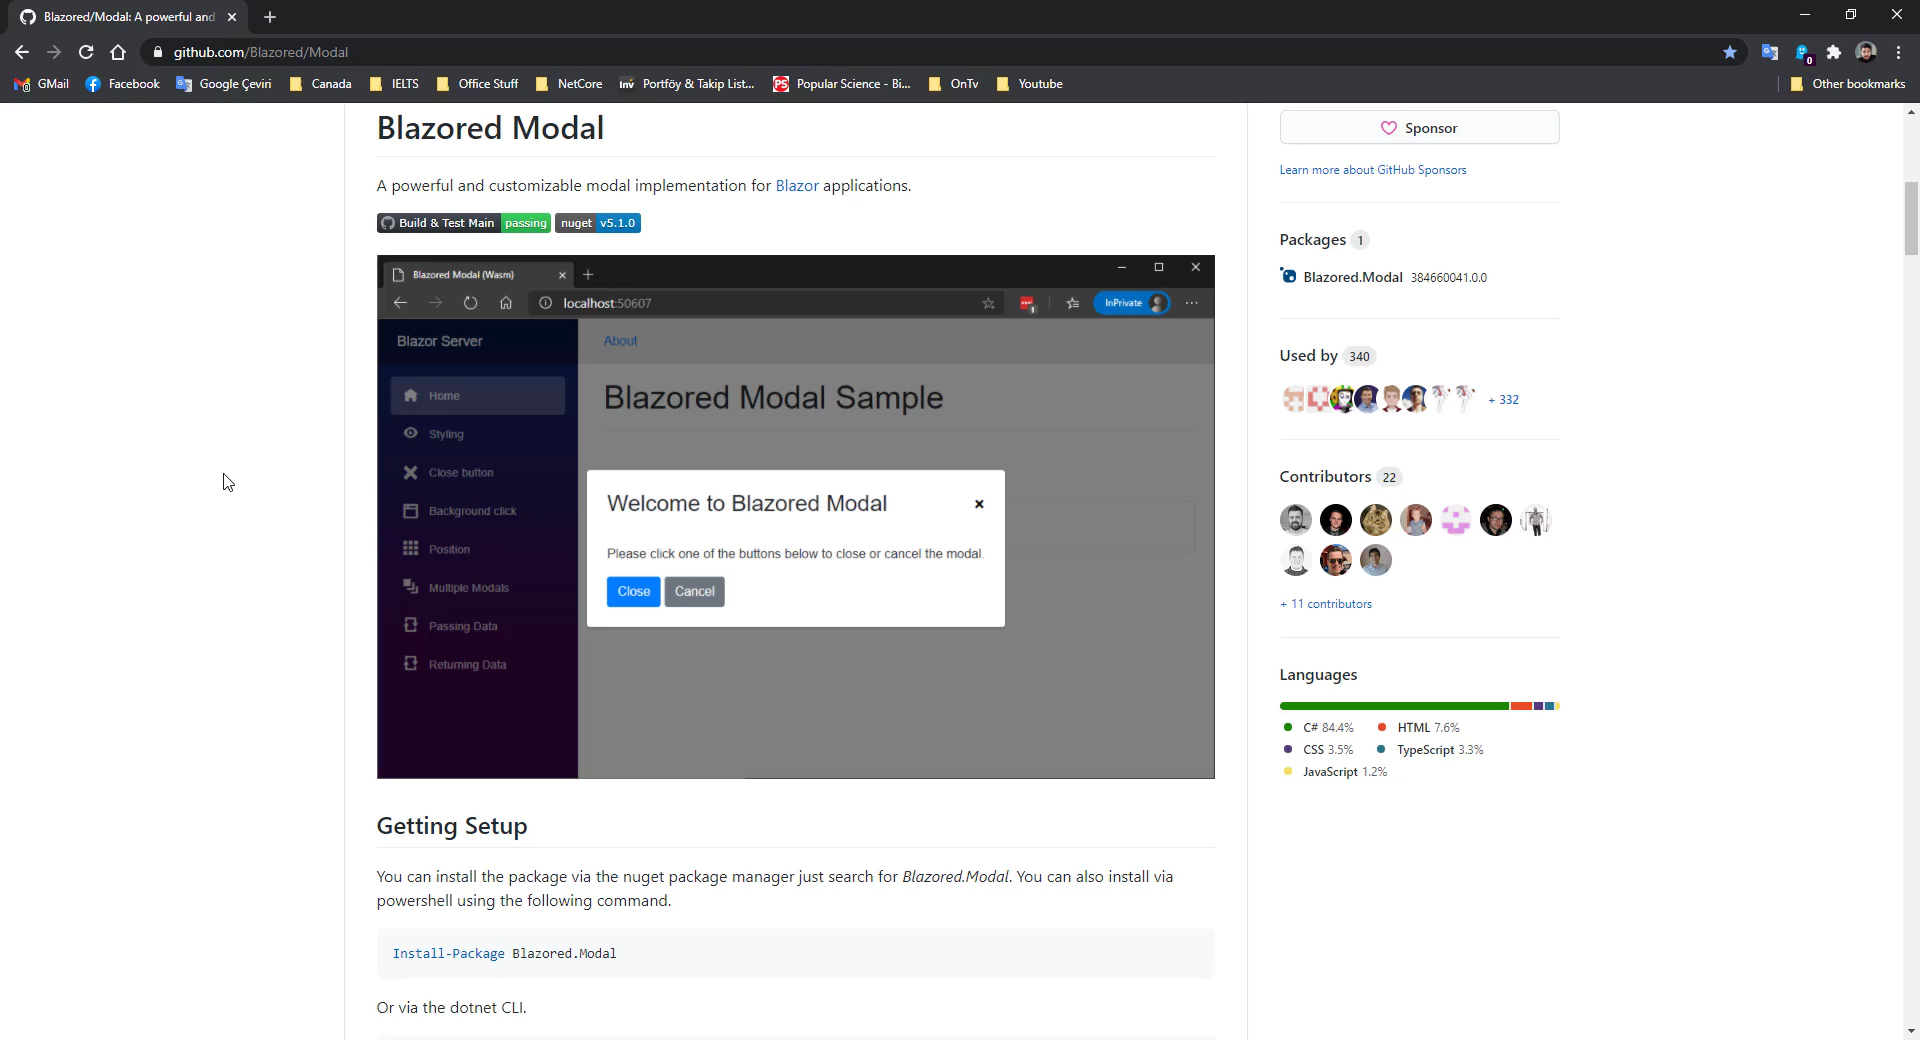 Blazored/Modal: A powerful and
github.com/Blazored/Modal
0
GMail Facebook Google Çeviri Canada IELTS Office Stuff NetCore Inv Portföy & Takip List... PS Popular Science - Bi... OnTv Youtube Other bookmarks
Blazored Modal
A powerful and customizable modal implementation for Blazor applications.
Build & Test Main passing nuget v5.1.0
Blazored Modal (Wasm)
localhost:50607
1
InPrivate
Blazor Server
About
Home
Styling
Close button
Background click
Position
Multiple Modals
Passing Data
Returning Data
Blazored Modal Sample
Welcome to Blazored Modal
Please click one of the buttons below to close or cancel the modal.
Close Cancel
Getting Setup
You can install the package via the nuget package manager just search for Blazored.Modal. You can also install via
powershell using the following command.
Install-Package Blazored.Modal
Or via the dotnet CLI.
Sponsor
Learn more about GitHub Sponsors
Packages 1
Blazored.Modal 384660041.0.0
Used by 340
+ 332
Contributors 22
+ 11 contributors
Languages
C# 84.4% HTML 7.6%
CSS 3.5% TypeScript 3.3%
JavaScript 1.2%